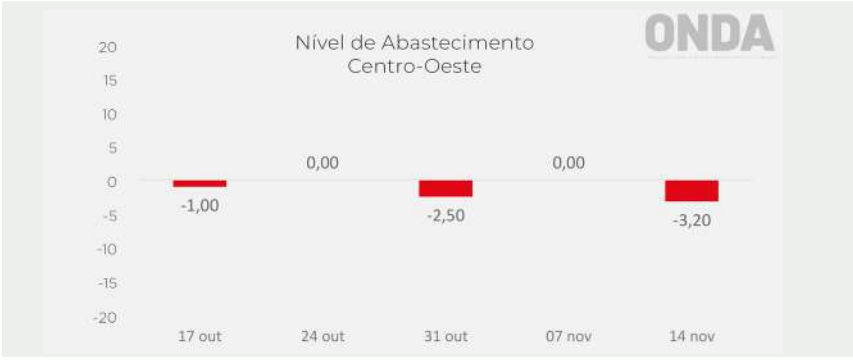 ONDA
Nível de Abastecimento
Centro-Oeste
20
15
10
5
0
-5
-10
-15
-20
0,00
0,00
-1,00
-2,50
-3,20
17 out
24 out
31 out
07 nov
14 nov